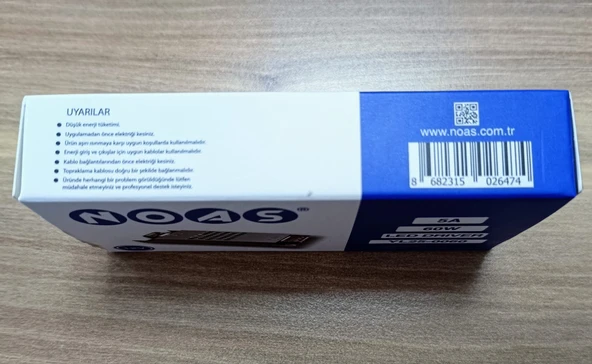 UYARILAR
• Düşük enerji tüketimi.
• Uygulamadan önce elektriği kesiniz.
• Ürün aşırı ısınmaya karşı uygun koşullarda kullanılmalıdır.
• Enerji giriş ve çıkışlar için uygun kablolar kullanılmalıdır.
• Kablo bağlantılarından önce elektriği kesiniz.
• Topraklama kablosu doğru bir şekilde bağlanmalıdır.
• Üründe herhangi bir problem görüldüğünde lütfen
müdahale etmeyiniz ve profesyonel destek isteyiniz.
www.noas.com.tr
8 682315 026474
NOAS®
5A
60W
LED DRIVER
YL25-0060